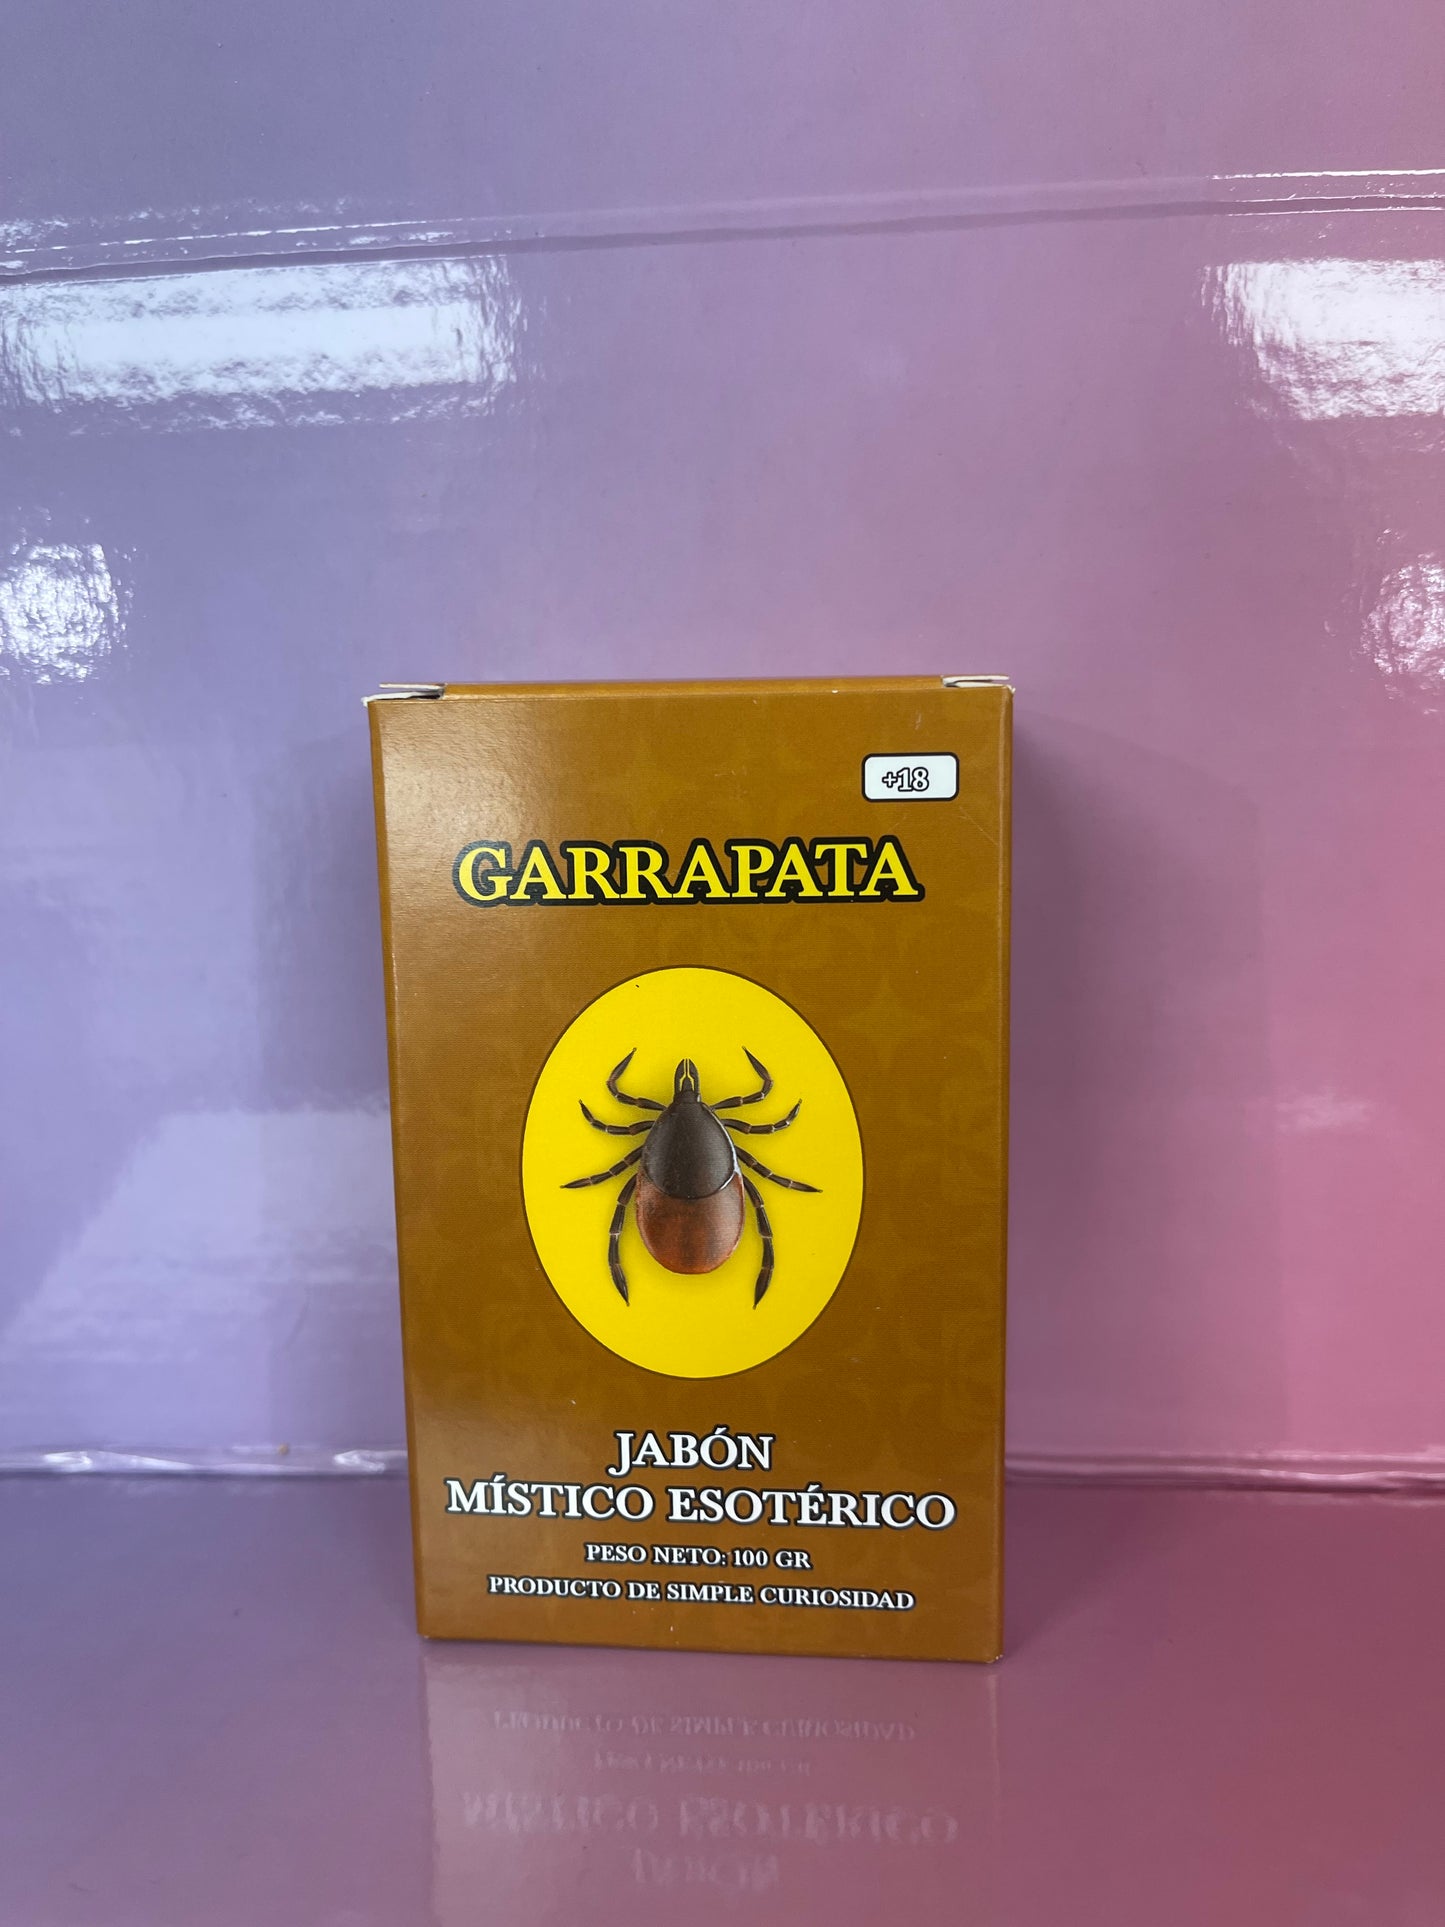 +18
GARRAPATA
JABÓN
MÍSTICO ESOTÉRICO
PESO NETO: 100 GR
PRODUCTO DE SIMPLE CURIOSIDAD